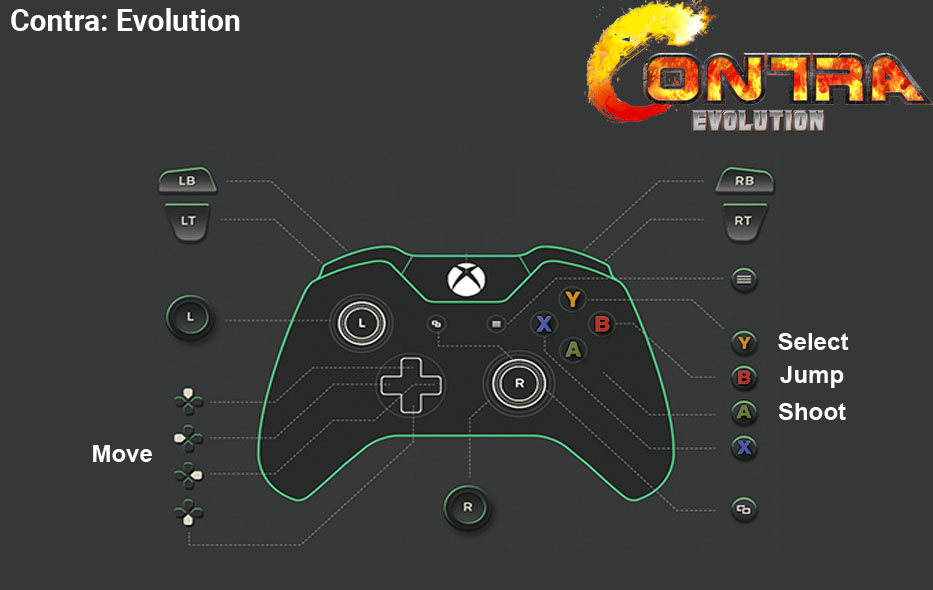 Contra: Evolution
CONTRA
EVOLUTION
LB
RB
LT
RT
Y
L
L
X
B
Y
Select
A
B
Jump
R
A
Shoot
X
Move
R